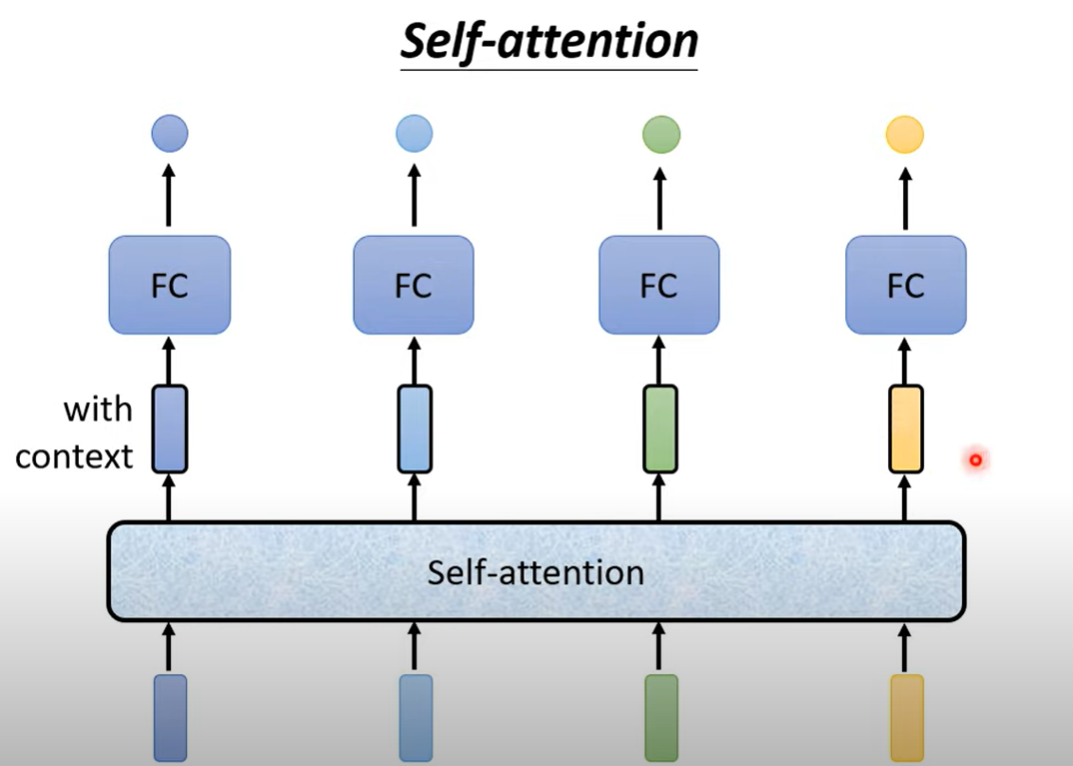 Self-attention
FC FC FC FC
with
context
Self-attention